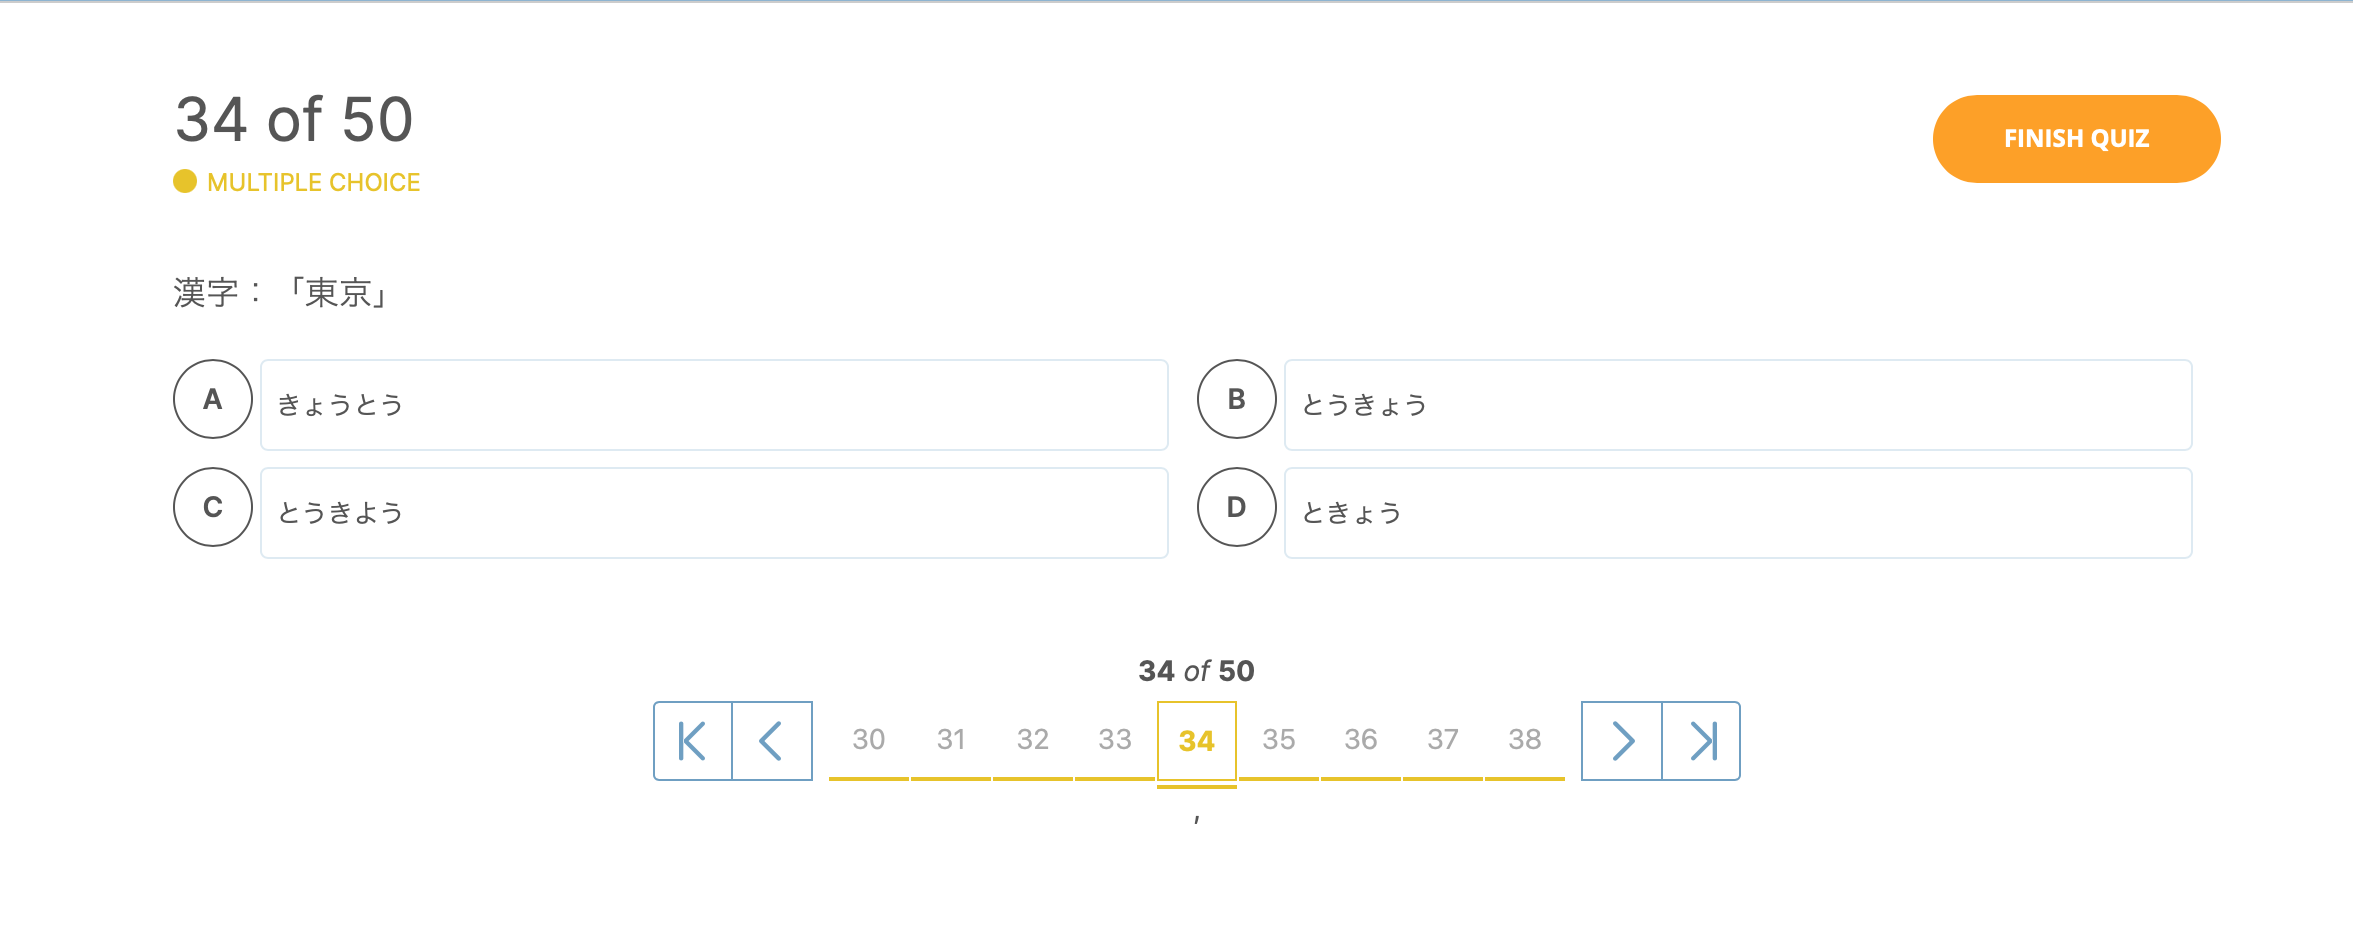 34 of 50
FINISH QUIZ
MULTIPLE CHOICE
漢字：「東京」
A きょうとう
B とうきょう
C とうきよう
D ときょう
34 of 50
30 31 32 33 34 35 36 37 38
,